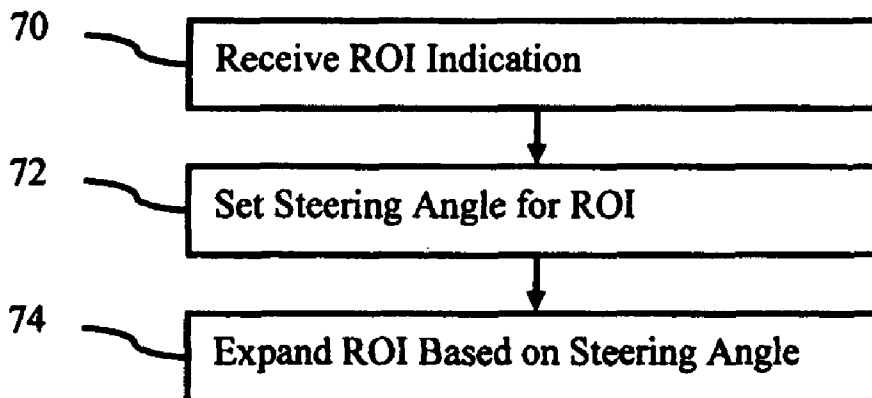 70
Receive ROI Indication
72
Set Steering Angle for ROI
74
Expand ROI Based on Steering Angle